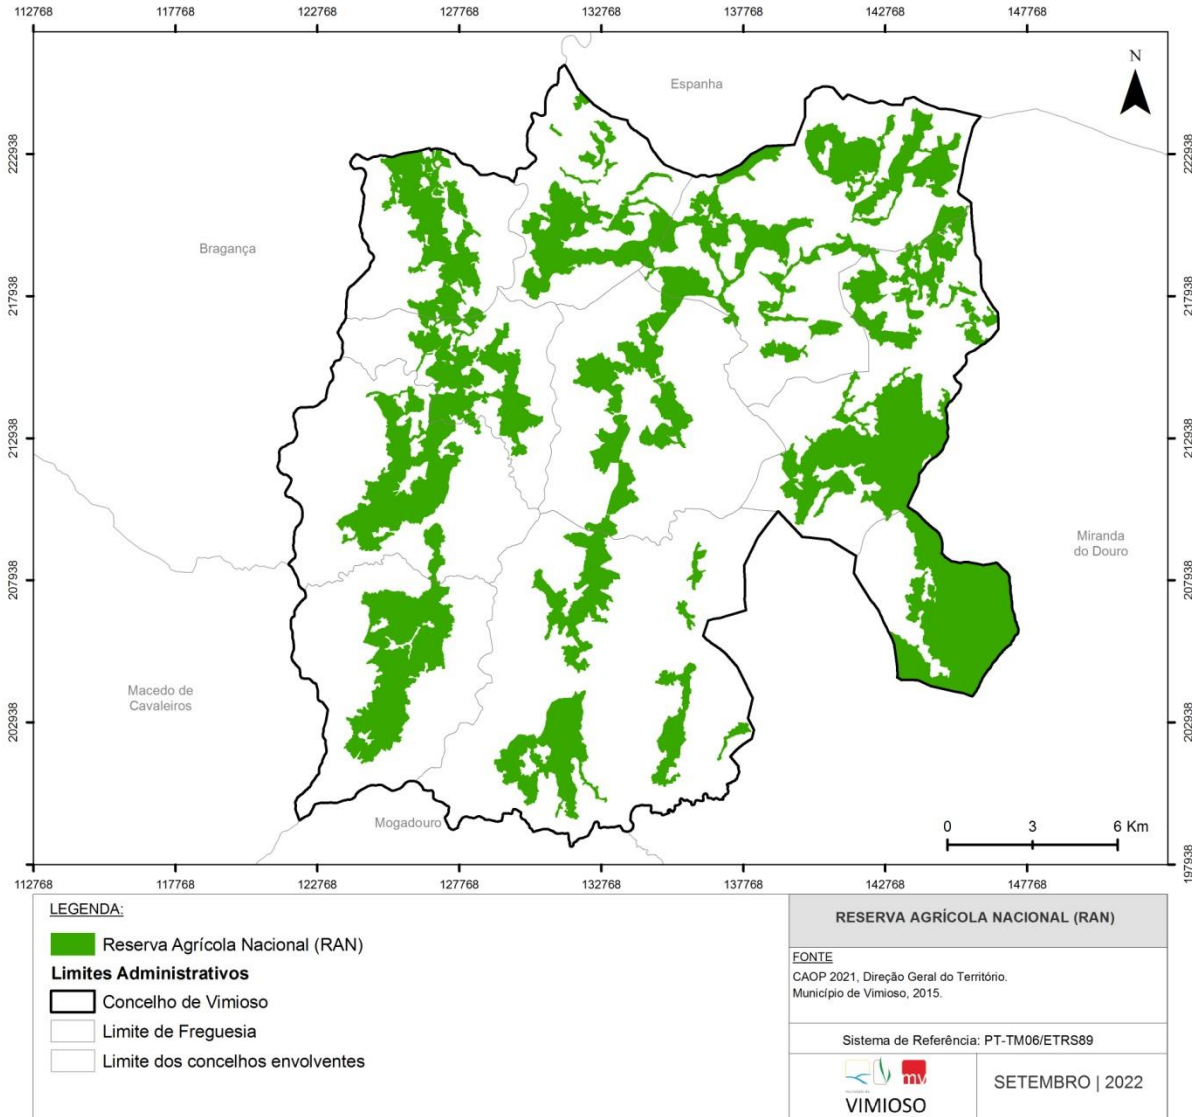 112768 117768 122768 127768 132768 137768 142768 147768
N
Espanha
222938 222938
Bragança
217938 217938
212938 212938
Miranda
do Douro
207938 207938
Macedo de
Cavaleiros
202938 202938
Mogadouro
0 3 6 Km
197938 197938
112768 117768 122768 127768 132768 137768 142768 147768
LEGENDA:
Reserva Agrícola Nacional (RAN)
Limites Administrativos
Concelho de Vimioso
Limite de Freguesia
Limite dos concelhos envolventes
RESERVA AGRÍCOLA NACIONAL (RAN)
FONTE
CAOP 2021, Direção Geral do Território.
Município de Vimioso, 2015.
Sistema de Referência: PT-TM06/ETRS89
mv
VIMIOSO
SETEMBRO | 2022